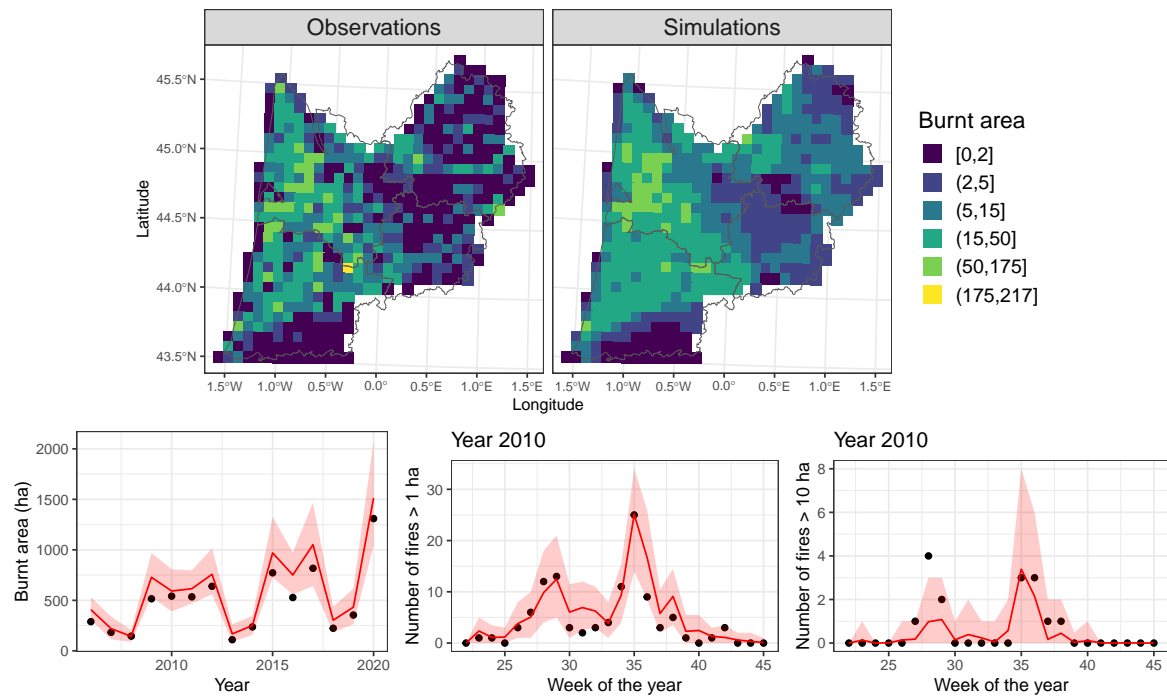 Observations
Simulations
45.5°N
45.0°N
44.5°N
44.0°N
43.5°N
Latitude
1.5°W
1.0°W
0.5°W
0.0°
0.5°E
1.0°E
1.5°E
1.5°W
1.0°W
0.5°W
0.0°
0.5°E
1.0°E
1.5°E
Longitude
Burnt area
[0,2]
(2,5]
(5,15]
(15,50]
(50,175]
(175,217]
Burnt area (ha)
2000
1500
1000
500
0
2010
2015
2020
Year
Year 2010
Number of fires > 1 ha
30
20
10
0
25
30
35
40
45
Week of the year
Year 2010
Number of fires > 10 ha
8
6
4
2
0
25
30
35
40
45
Week of the year